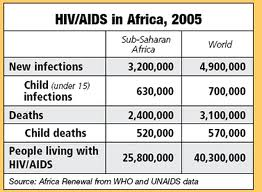 HIV/AIDS in Africa, 2005
Sub-Saharan
Africa
World
New infections 3,200,000 4,900,000
Child (under 15)
infections 630,000 700,000
Deaths 2,400,000 3,100,000
Child deaths 520,000 570,000
People living with
HIV/AIDS 25,800,000 40,300,000
Source: Africa Renewal from WHO and UNAIDS data